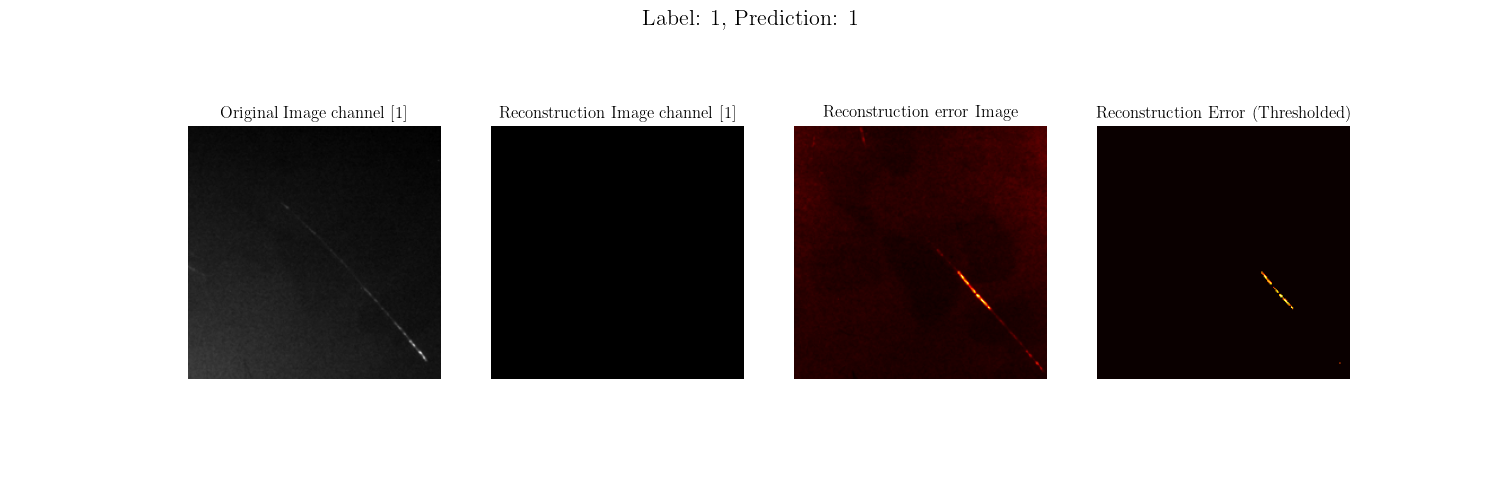 Label: 1, Prediction: 1
Original Image channel [1]
Reconstruction Image channel [1]
Reconstruction error Image
Reconstruction Error (Thresholded)